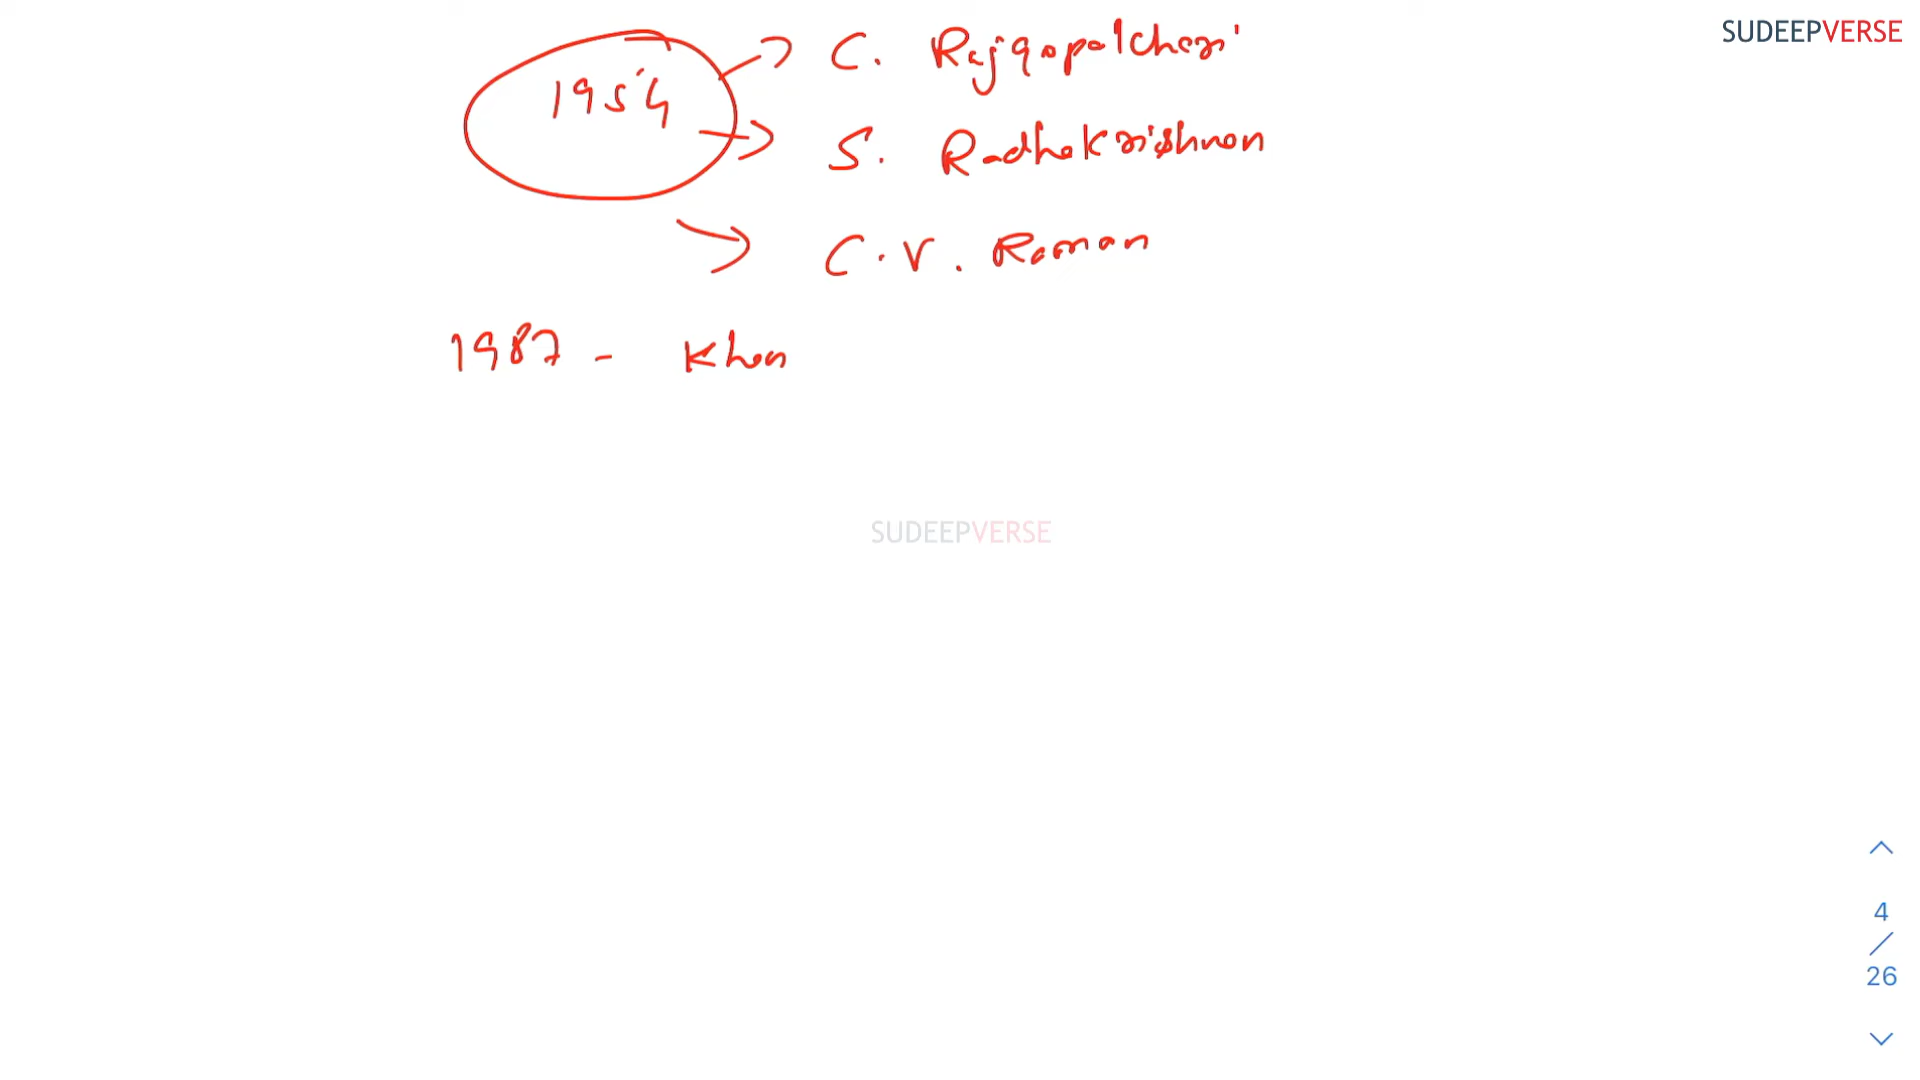 SUDEEPVERSE
1954
C. Rajgopalchari
S. Radhakrishnan
C.V. Raman
1987 - Khan
SUDEEPVERSE
4
/
26